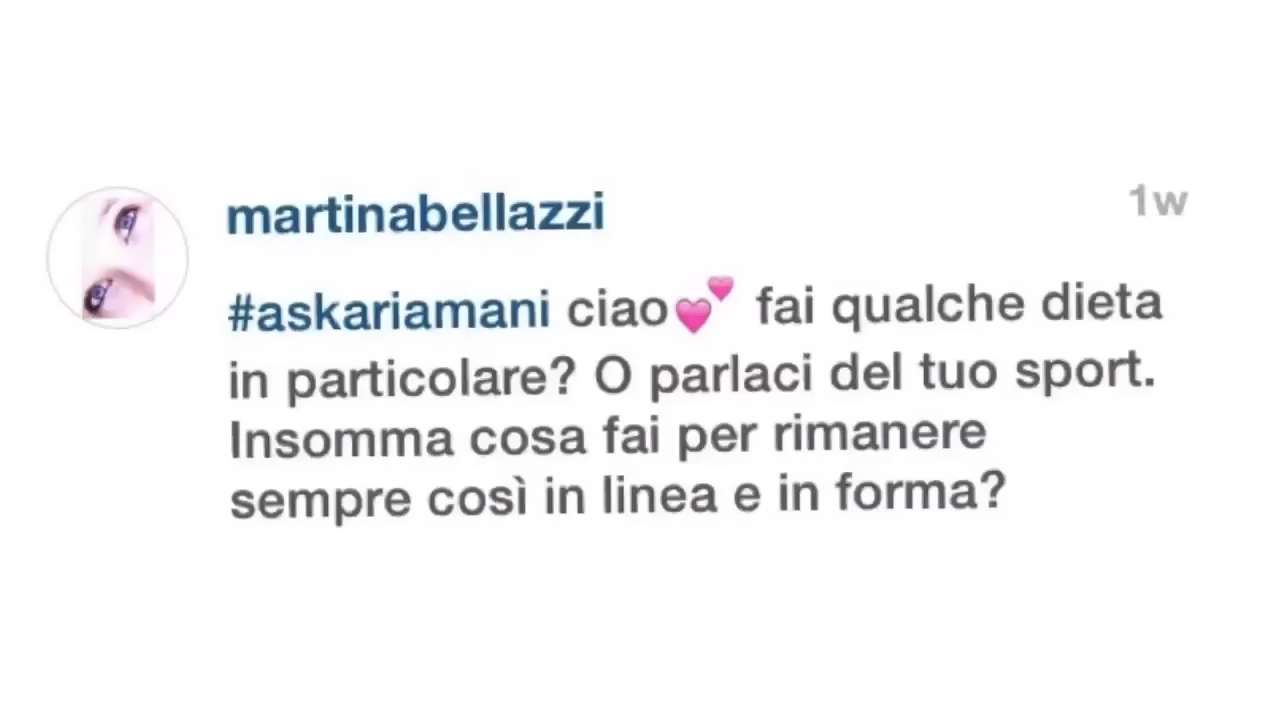 martinabellazzi 1w
#askariamani ciao💕 fai qualche dieta
in particolare? O parlaci del tuo sport.
Insomma cosa fai per rimanere
sempre così in linea e in forma?